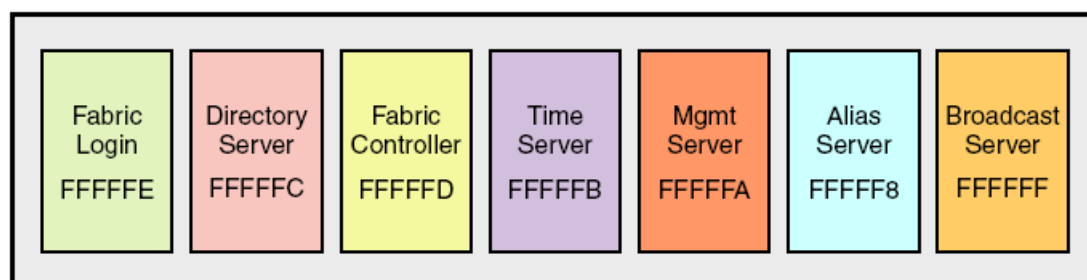 Fabric
Login
FFFFFE
Directory
Server
FFFFFC
Fabric
Controller
FFFFFD
Time
Server
FFFFFB
Mgmt
Server
FFFFFA
Alias
Server
FFFFF8
Broadcast
Server
FFFFFF